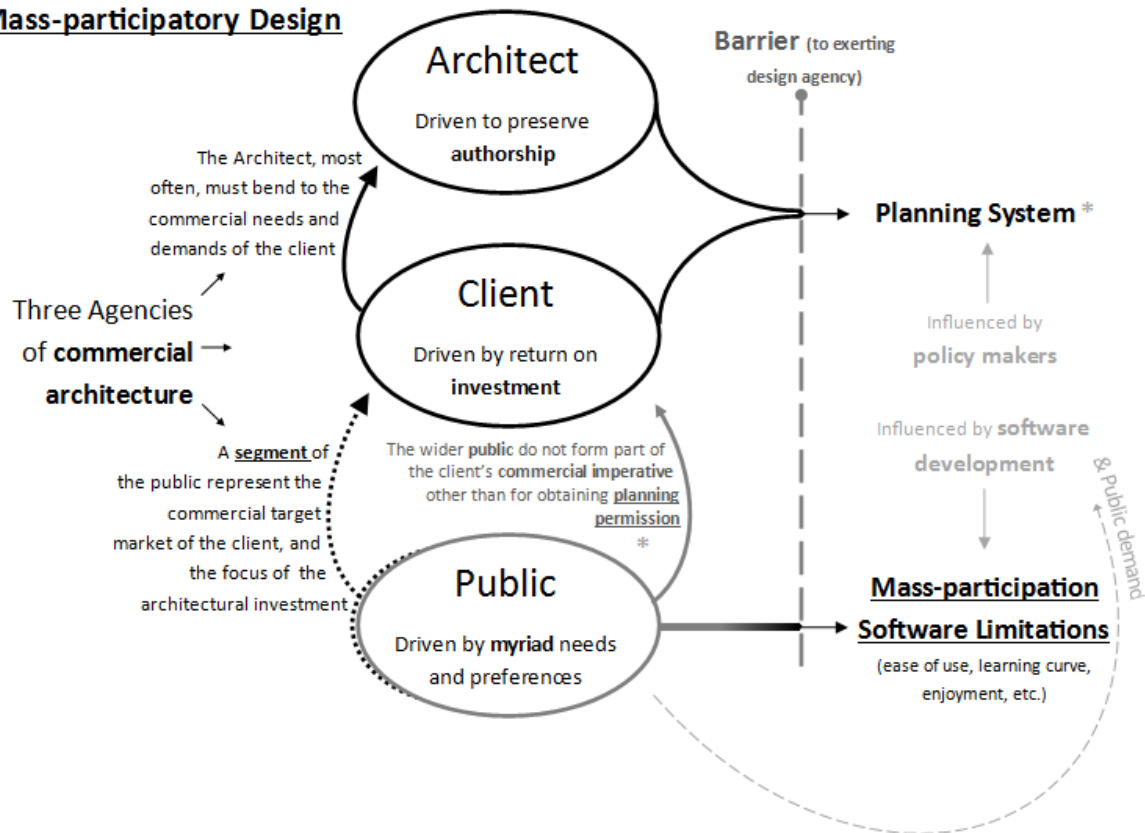 Mass-participatory Design
Architect
Driven to preserve
authorship
Barrier (to exerting
design agency)
The Architect, most
often, must bend to the
commercial needs and
demands of the client
Planning System *
Three Agencies
of commercial
architecture
Client
Driven by return on
investment
Influenced by
policy makers
A segment of
the public represent the
commercial target
market of the client, and
the focus of the
architectural investment
The wider public do not form part of
the client's commercial imperative
other than for obtaining planning
permission
*
Influenced by software
development
& Public demand
Public
Driven by myriad needs
and preferences
Mass-participation
Software Limitations
(ease of use, learning curve,
enjoyment, etc.)